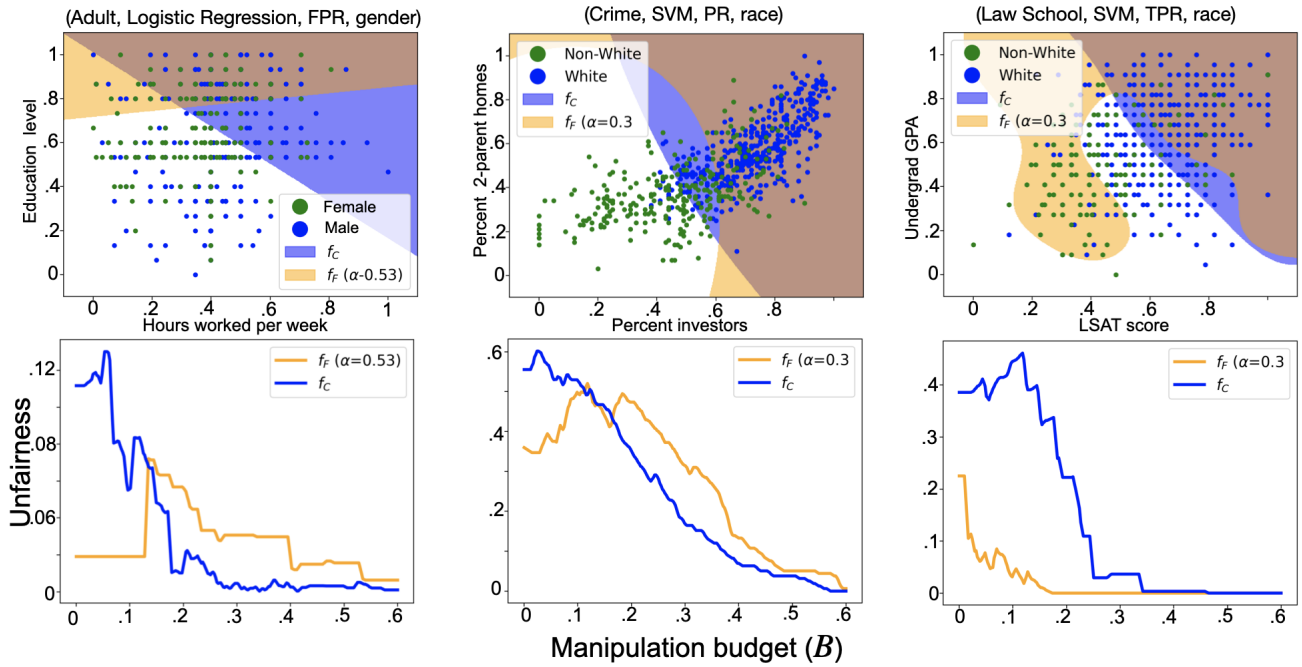 (Adult, Logistic Regression, FPR, gender)
1
.8
.6
.4
.2
0
Education level
Female
Male
f_C
f_F (α-0.53)
0 .2 .4 .6 .8 1
Hours worked per week
(Crime, SVM, PR, race)
1
.8
.6
.4
.2
0
Percent 2-parent homes
Non-White
White
f_C
f_F (α=0.3
0 .2 .4 .6 .8
Percent investors
(Law School, SVM, TPR, race)
1
.8
.6
.4
.2
0
Undergrad GPA
Non-White
White
f_C
f_F (α=0.3
0 .2 .4 .6 .8
LSAT score
Unfairness
.12
.08
.06
0
f_F (α=0.53)
f_C
0 .1 .2 .3 .4 .5 .6
.6
.4
.2
0
f_F (α=0.3
f_C
0 .1 .2 .3 .4 .5 .6
.4
.3
.2
.1
0
f_F (α=0.3
f_C
0 .1 .2 .3 .4 .5 .6
Manipulation budget (B)